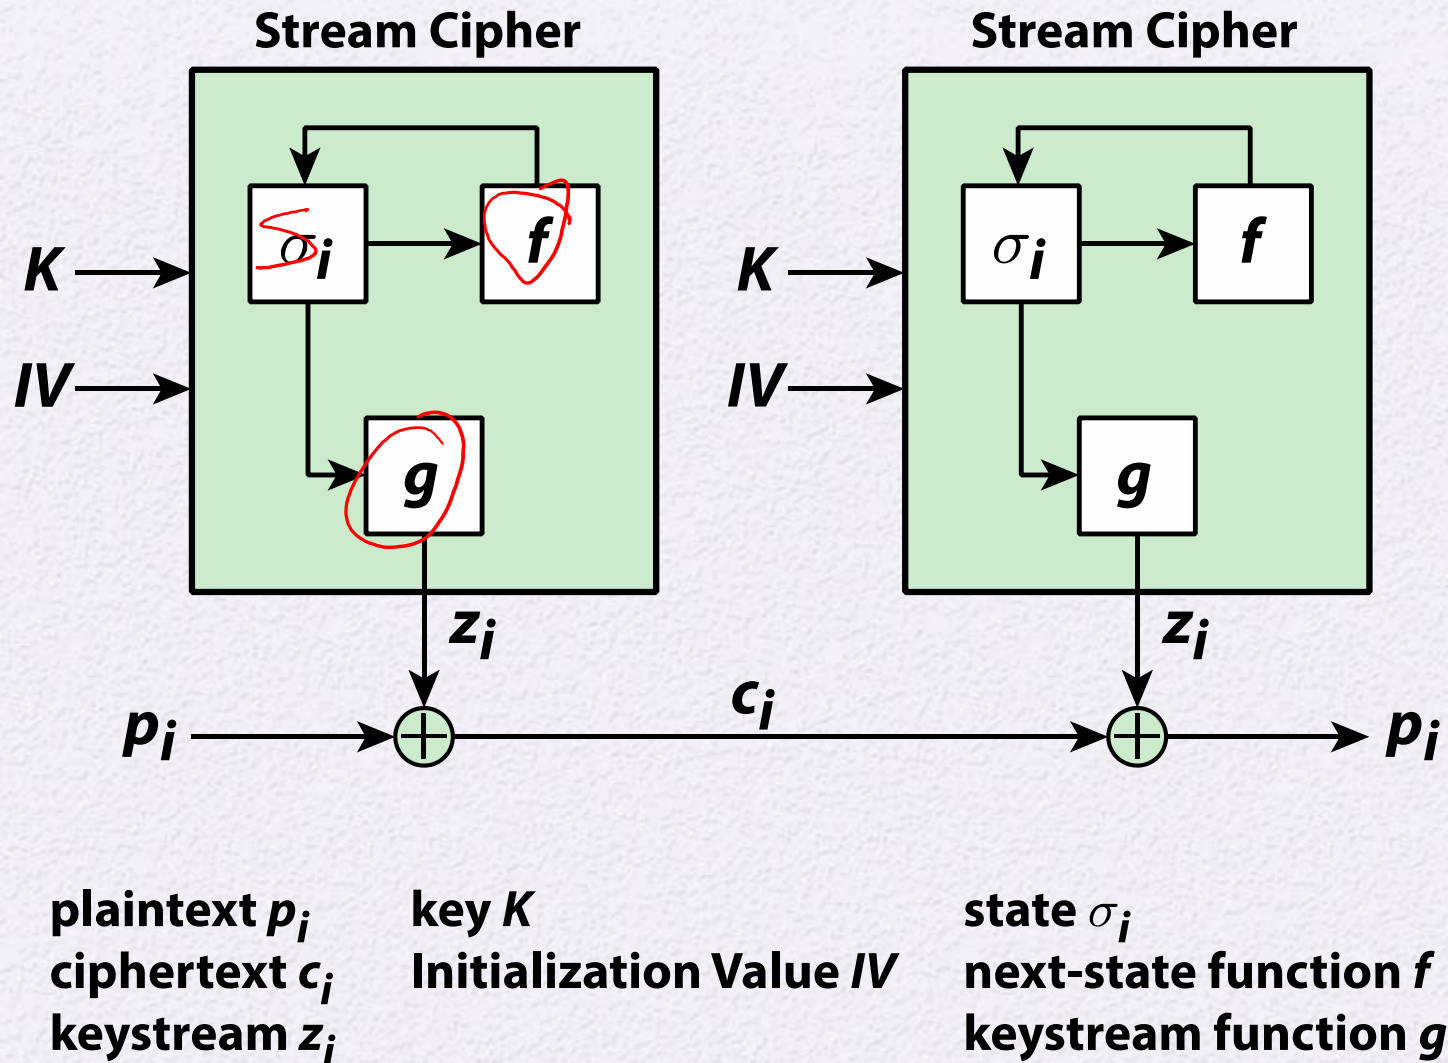 Stream Cipher Stream Cipher
σi f σi f
K K
IV IV
g g
zi zi
pi ci pi
plaintext pi key K state σi
ciphertext ci Initialization Value IV next-state function f
keystream zi keystream function g